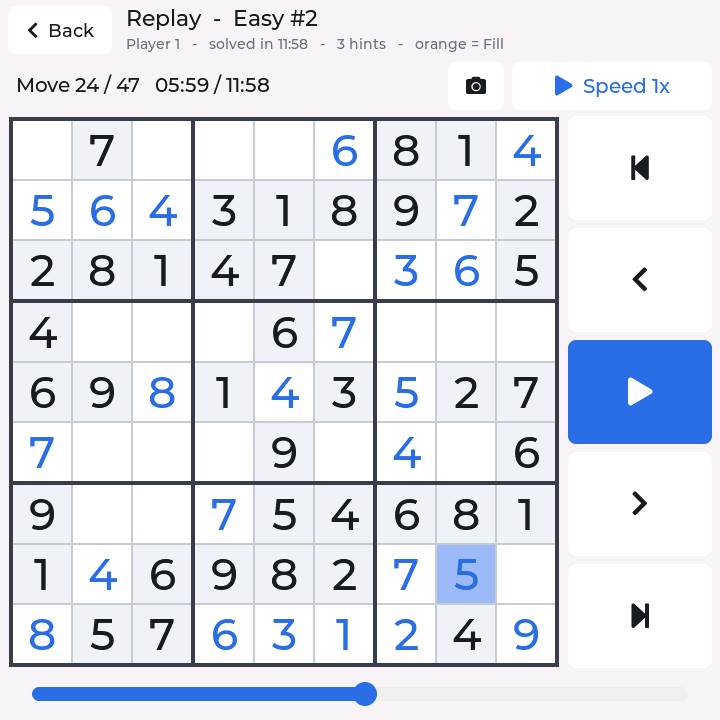 Back
Replay - Easy #2
Player 1 - solved in 11:58 - 3 hints - orange = Fill
Move 24 / 47 05:59 / 11:58
Speed 1x
7 6 8 1 4
5 6 4 3 1 8 9 7 2
2 8 1 4 7 3 6 5
4 6 7
6 9 8 1 4 3 5 2 7
7 9 4 6
9 7 5 4 6 8 1
1 4 6 9 8 2 7 5
8 5 7 6 3 1 2 4 9